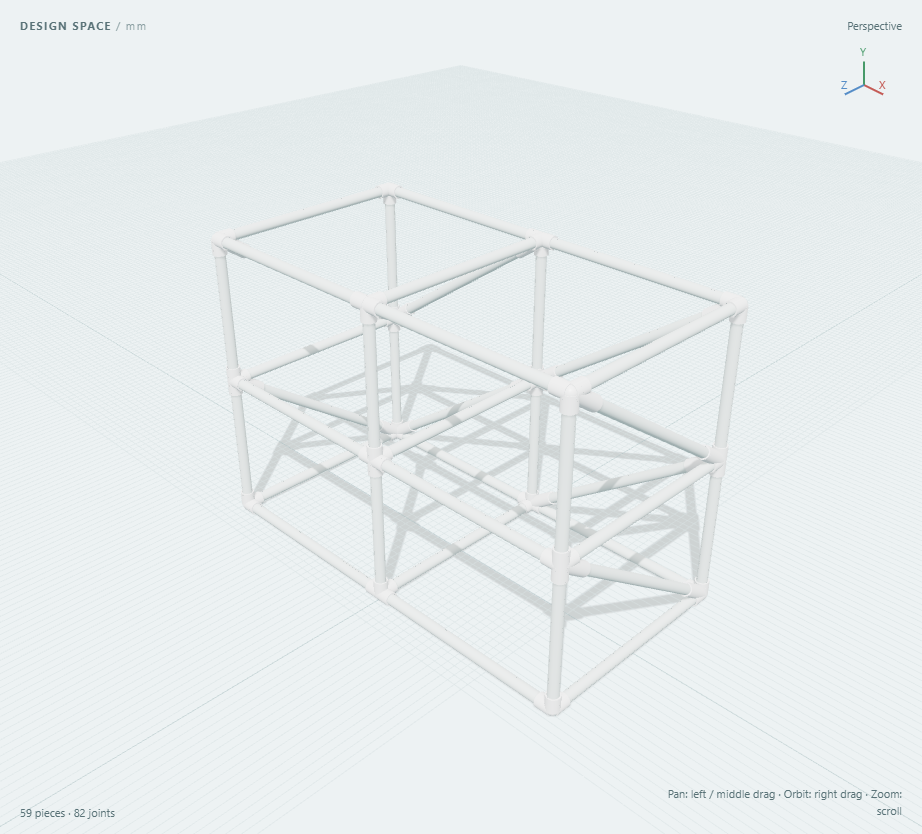 DESIGN SPACE / mm
Perspective
Y
Z X
59 pieces · 82 joints
Pan: left / middle drag · Orbit: right drag · Zoom:
scroll